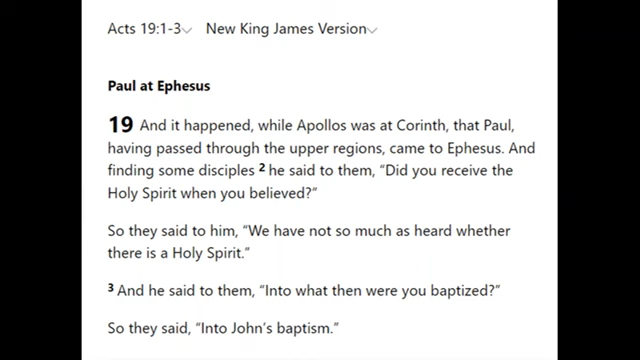 Acts 19:1-3 New King James Version
Paul at Ephesus
19 And it happened, while Apollos was at Corinth, that Paul,
having passed through the upper regions, came to Ephesus. And
finding some disciples 2 he said to them, “Did you receive the
Holy Spirit when you believed?”
So they said to him, “We have not so much as heard whether
there is a Holy Spirit.”
3 And he said to them, “Into what then were you baptized?”
So they said, “Into John’s baptism.”